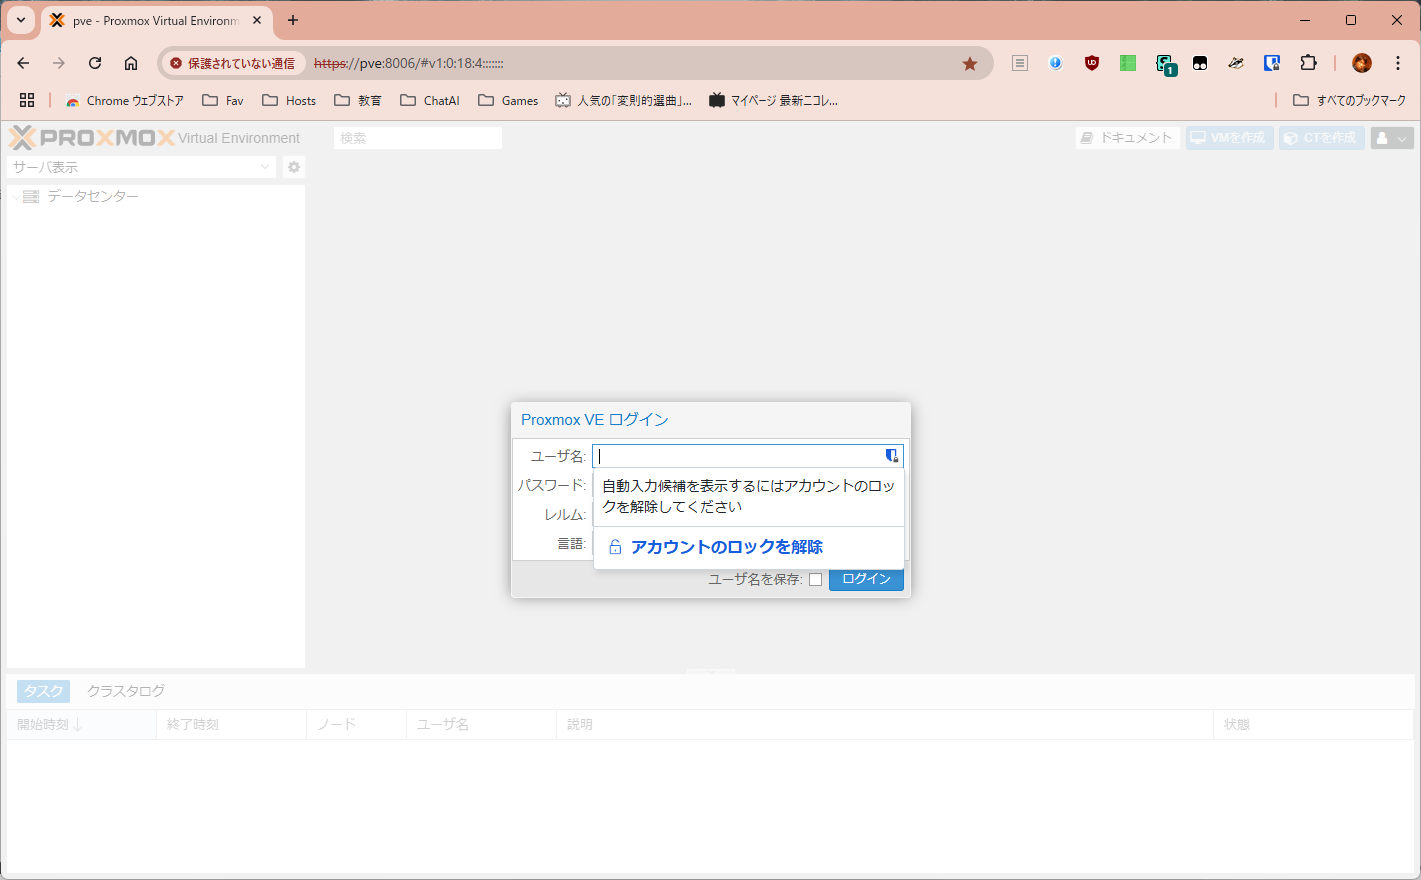 pve - Proxmox Virtual Environm
保護されていない通信
https://pve:8006/#v1:0:18:4:::::::
1
Chrome ウェブストア
Fav
Hosts
教育
ChatAI
Games
人気の「変則的選曲」...
マイページ 最新ニコレ...
すべてのブックマーク
PROXMOX Virtual Environment
検索
ドキュメント
VMを作成
CTを作成
サーバ表示
データセンター
Proxmox VE ログイン
ユーザ名:
パスワード:
レルム:
言語:
自動入力候補を表示するにはアカウントのロッ
クを解除してください
アカウントのロックを解除
ユーザ名を保存:
ログイン
タスク
クラスタログ
開始時刻
終了時刻
ノード
ユーザ名
説明
状態